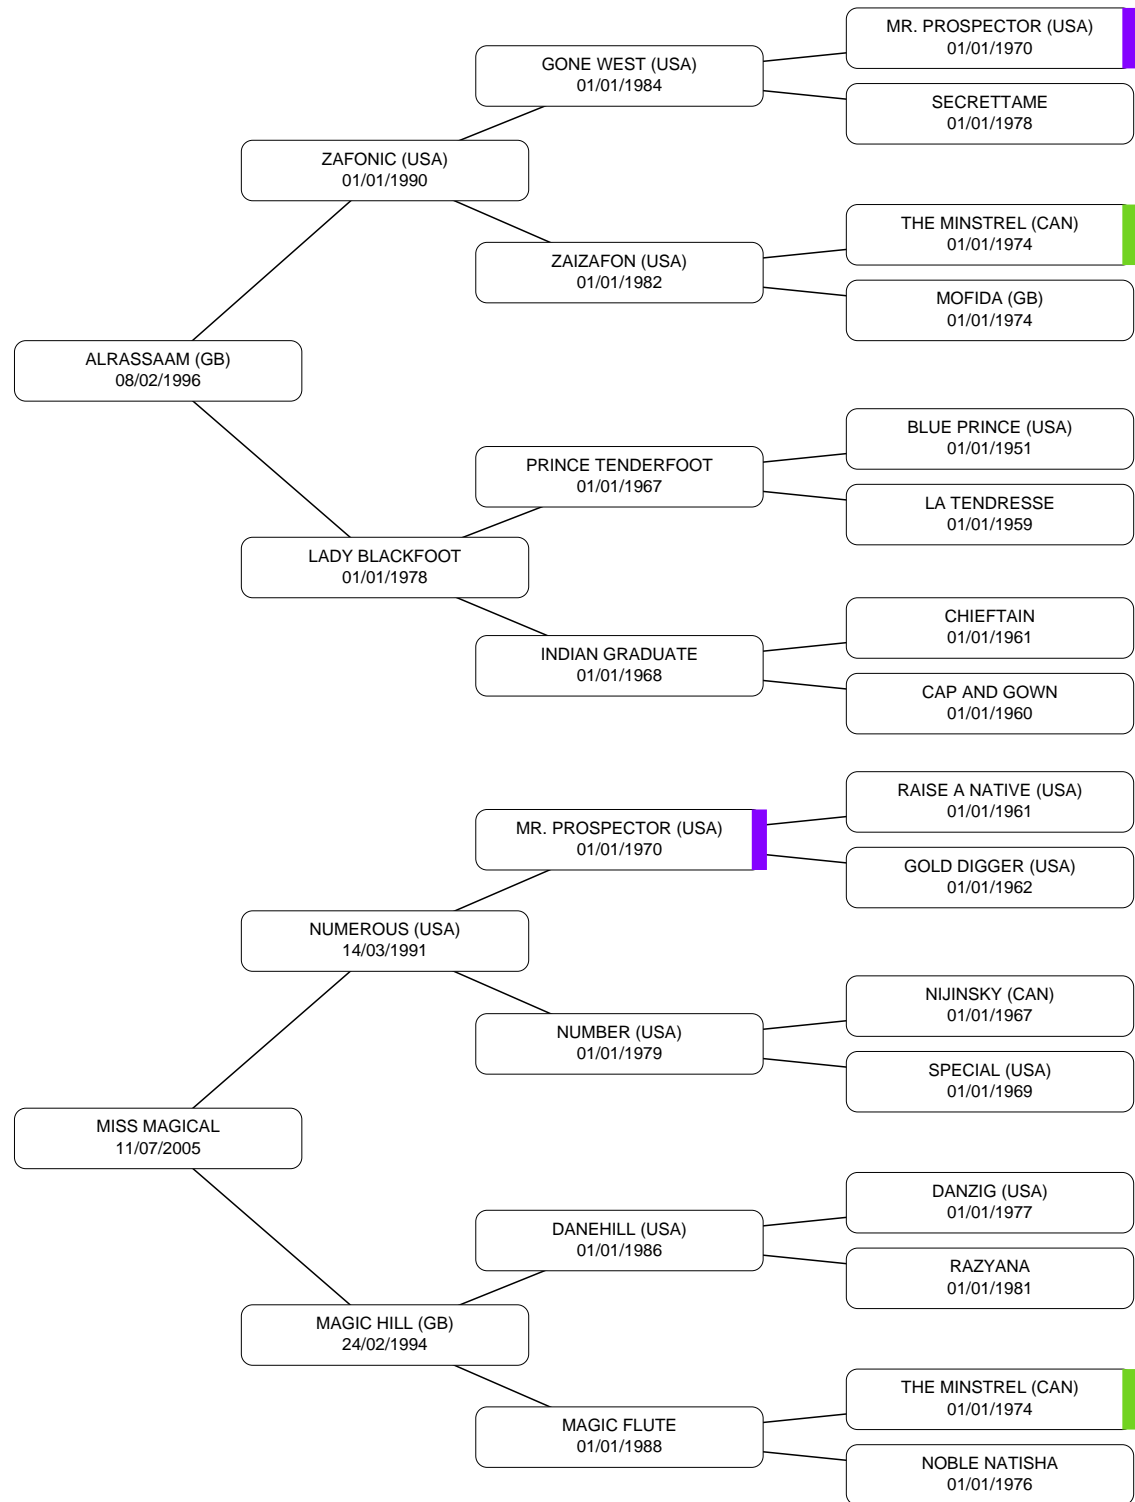 MR. PROSPECTOR (USA)
01/01/1970
GONE WEST (USA)
01/01/1984
SECRETTAME
01/01/1978
ZAFONIC (USA)
01/01/1990
THE MINSTREL (CAN)
01/01/1974
ZAIZAFON (USA)
01/01/1982
MOFIDA (GB)
01/01/1974
ALRASSAAM (GB)
08/02/1996
BLUE PRINCE (USA)
01/01/1951
PRINCE TENDERFOOT
01/01/1967
LA TENDRESSE
01/01/1959
LADY BLACKFOOT
01/01/1978
CHIEFTAIN
01/01/1961
INDIAN GRADUATE
01/01/1968
CAP AND GOWN
01/01/1960
RAISE A NATIVE (USA)
01/01/1961
MR. PROSPECTOR (USA)
01/01/1970
GOLD DIGGER (USA)
01/01/1962
NUMEROUS (USA)
14/03/1991
NIJINSKY (CAN)
01/01/1967
NUMBER (USA)
01/01/1979
SPECIAL (USA)
01/01/1969
MISS MAGICAL
11/07/2005
DANZIG (USA)
01/01/1977
DANEHILL (USA)
01/01/1986
RAZYANA
01/01/1981
MAGIC HILL (GB)
24/02/1994
THE MINSTREL (CAN)
01/01/1974
MAGIC FLUTE
01/01/1988
NOBLE NATISHA
01/01/1976